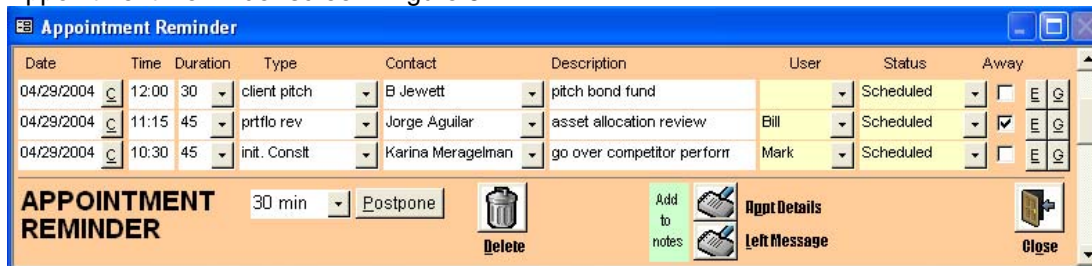 Appointment Reminder
Date Time Duration Type Contact Description User Status Away
04/29/2004 C 12:00 30 client pitch B Jewett pitch bond fund Scheduled E G
04/29/2004 C 11:15 45 prtflo rev Jorge Aguilar asset allocation review Bill Scheduled E G
04/29/2004 C 10:30 45 init. Conslt Karina Meragelman go over competitor perform Mark Scheduled E G
APPOINTMENT 30 min Postpone Add
REMINDER to Appt Details
Delete notes Left Message Close